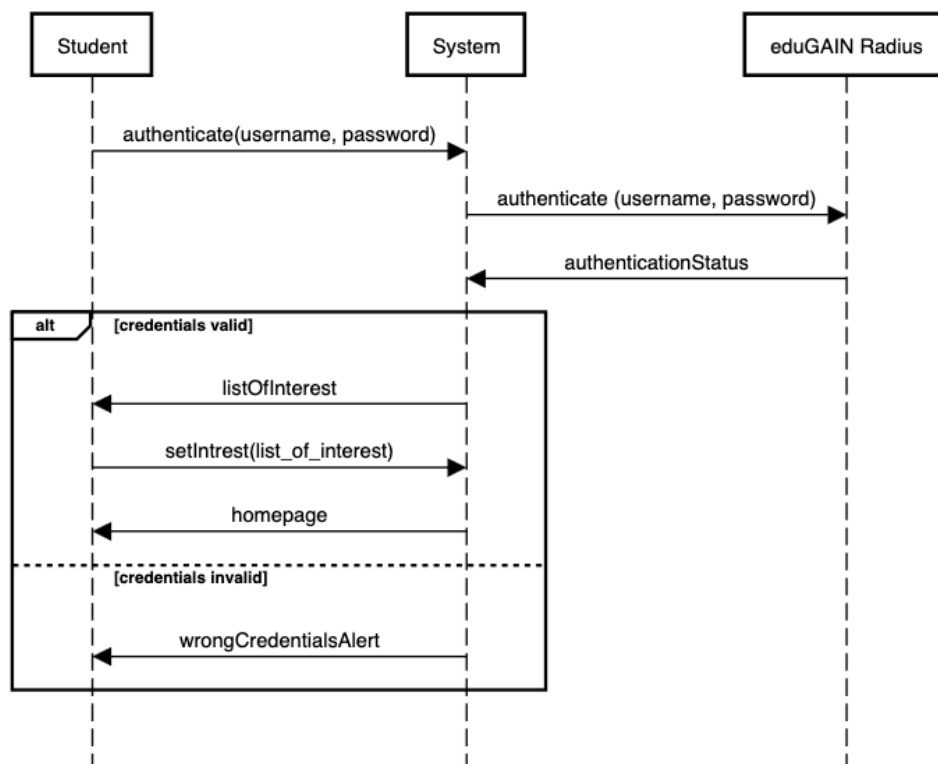 Student
System
eduGAIN Radius
authenticate(username, password)
authenticate (username, password)
authenticationStatus
alt
[credentials valid]
listOfInterest
setIntrest(list_of_interest)
homepage
[credentials invalid]
wrongCredentialsAlert